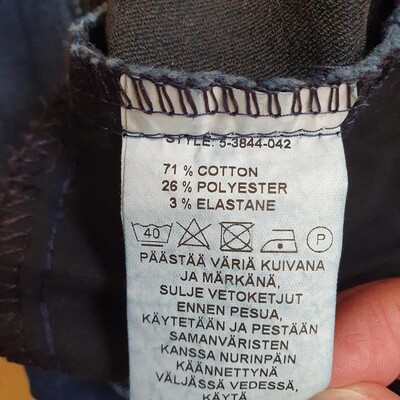 STYLE: 5-3844-042
71 % COTTON
26 % POLYESTER
3 % ELASTANE
40 P
PÄÄSTÄÄ VÄRIÄ KUIVANA
JA MÄRKÄNÄ,
SULJE VETOKETJUT
ENNEN PESUA,
KÄYTETÄÄN JA PESTÄÄN
SAMANVÄRISTEN
KANSSA NURINPÄIN
KÄÄNNETTYNÄ
VÄLJÄSSÄ VEDESSÄ,
KÄYTÄ